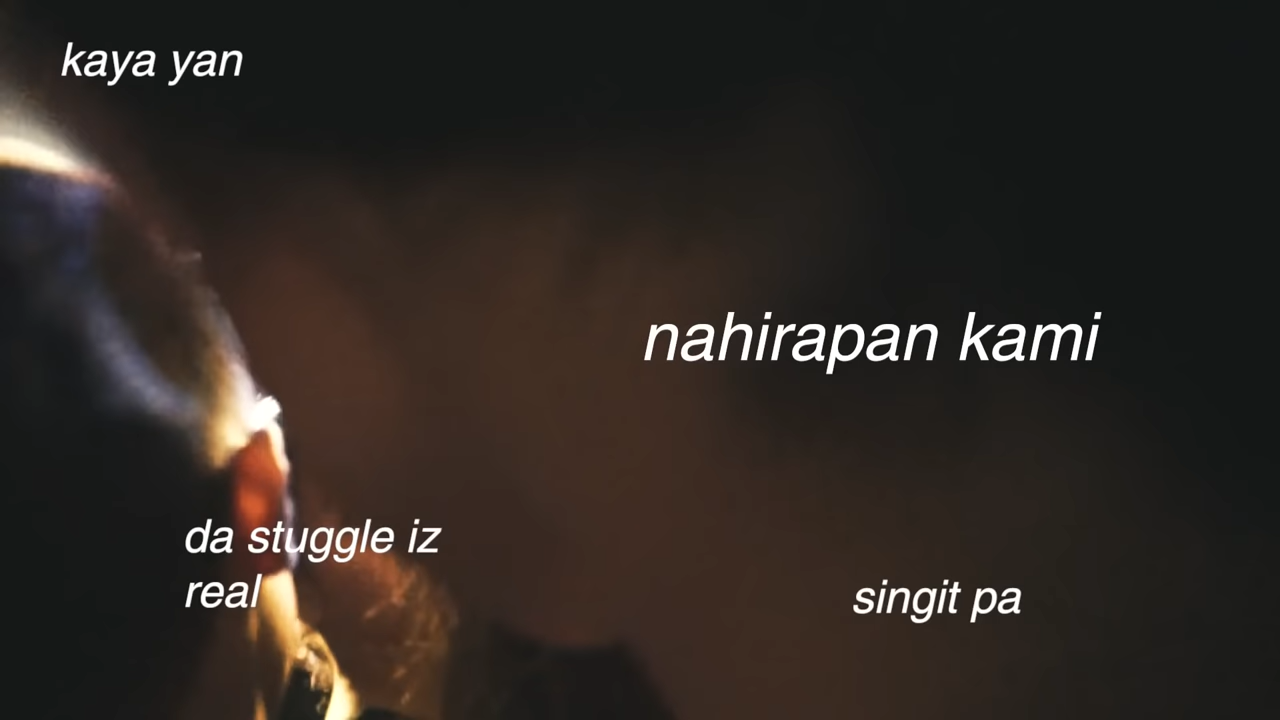 kaya yan
nahirapan kami
da stuggle iz
real
singit pa